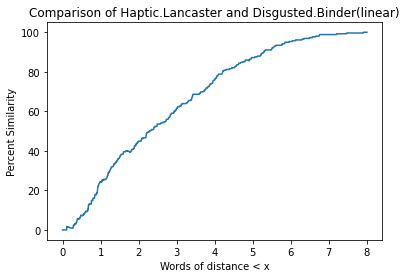 Comparison of Haptic.Lancaster and Disgusted.Binder(linear)
100
80
60
40
20
0
Percent Similarity
0 1 2 3 4 5 6 7 8
Words of distance < x